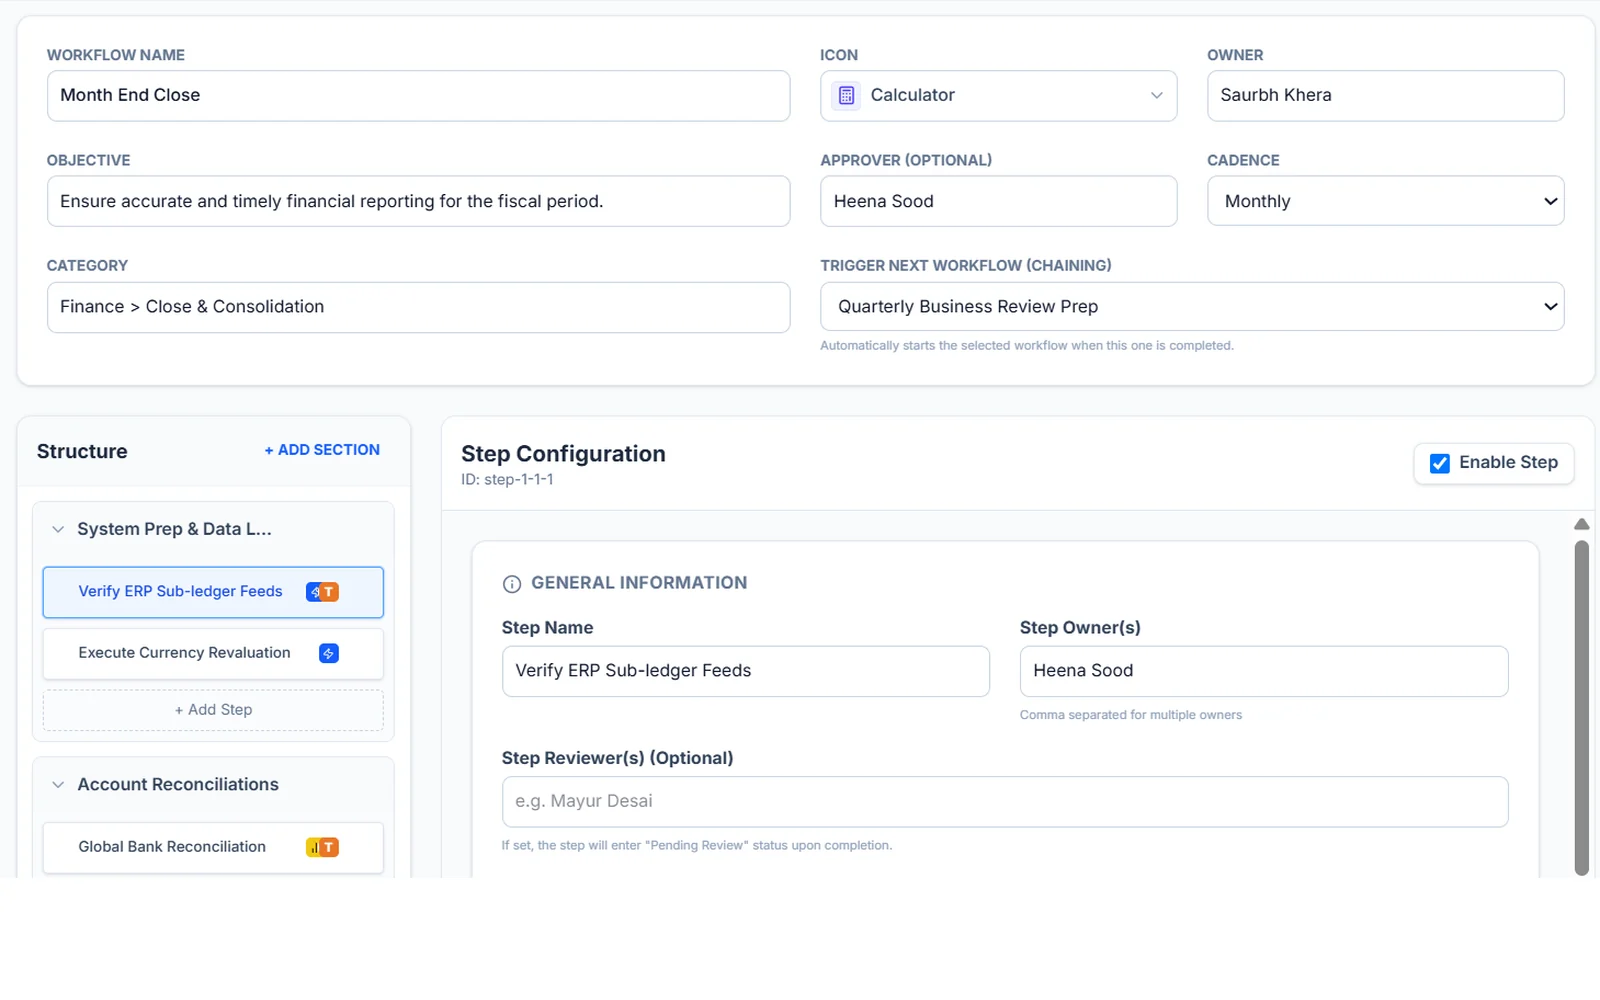 WORKFLOW NAME
Month End Close
ICON
Calculator
OWNER
Saurbh Khera
OBJECTIVE
Ensure accurate and timely financial reporting for the fiscal period.
APPROVER (OPTIONAL)
Heena Sood
CADENCE
Monthly
CATEGORY
Finance > Close & Consolidation
TRIGGER NEXT WORKFLOW (CHAINING)
Quarterly Business Review Prep
Automatically starts the selected workflow when this one is completed.
Structure
+ ADD SECTION
System Prep & Data L...
Verify ERP Sub-ledger Feeds
T
Execute Currency Revaluation
+ Add Step
Account Reconciliations
Global Bank Reconciliation
T
Step Configuration
ID: step-1-1-1
Enable Step
GENERAL INFORMATION
Step Name
Verify ERP Sub-ledger Feeds
Step Owner(s)
Heena Sood
Comma separated for multiple owners
Step Reviewer(s) (Optional)
e.g. Mayur Desai
If set, the step will enter "Pending Review" status upon completion.